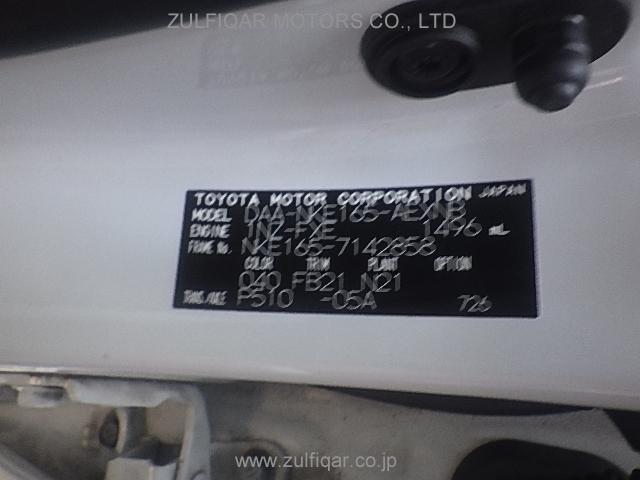 ZULFIQAR MOTORS CO., LTD
TOYOTA MOTOR CORPORATION JAPAN
MODEL DAA-NKE165-AEXNB
ENGINE 1NZ-FXE 1496 mL
FRAME No. NKE165-7142858
COLOR TRIM PLANT OPTION
040 FB21 N21
TRANS./AXLE P510 -05A 726
www.zulfiqar.co.jp